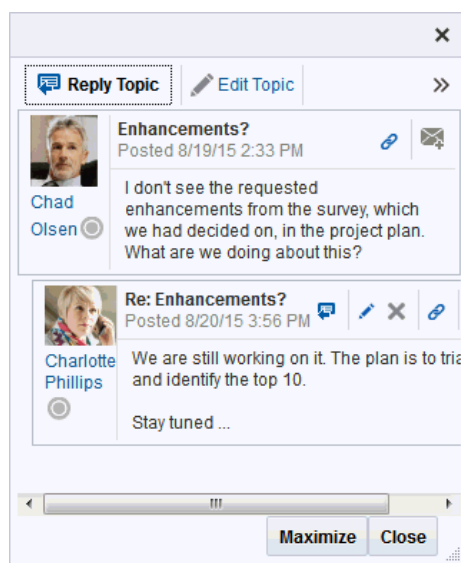 Reply Topic
Edit Topic
Enhancements?
Posted 8/19/15 2:33 PM
Chad
Olsen
I don't see the requested
enhancements from the survey, which
we had decided on, in the project plan.
What are we doing about this?
Re: Enhancements?
Posted 8/20/15 3:56 PM
Charlotte
Phillips
We are still working on it. The plan is to
and identify the top 10.
Stay tuned ...
Maximize
Close